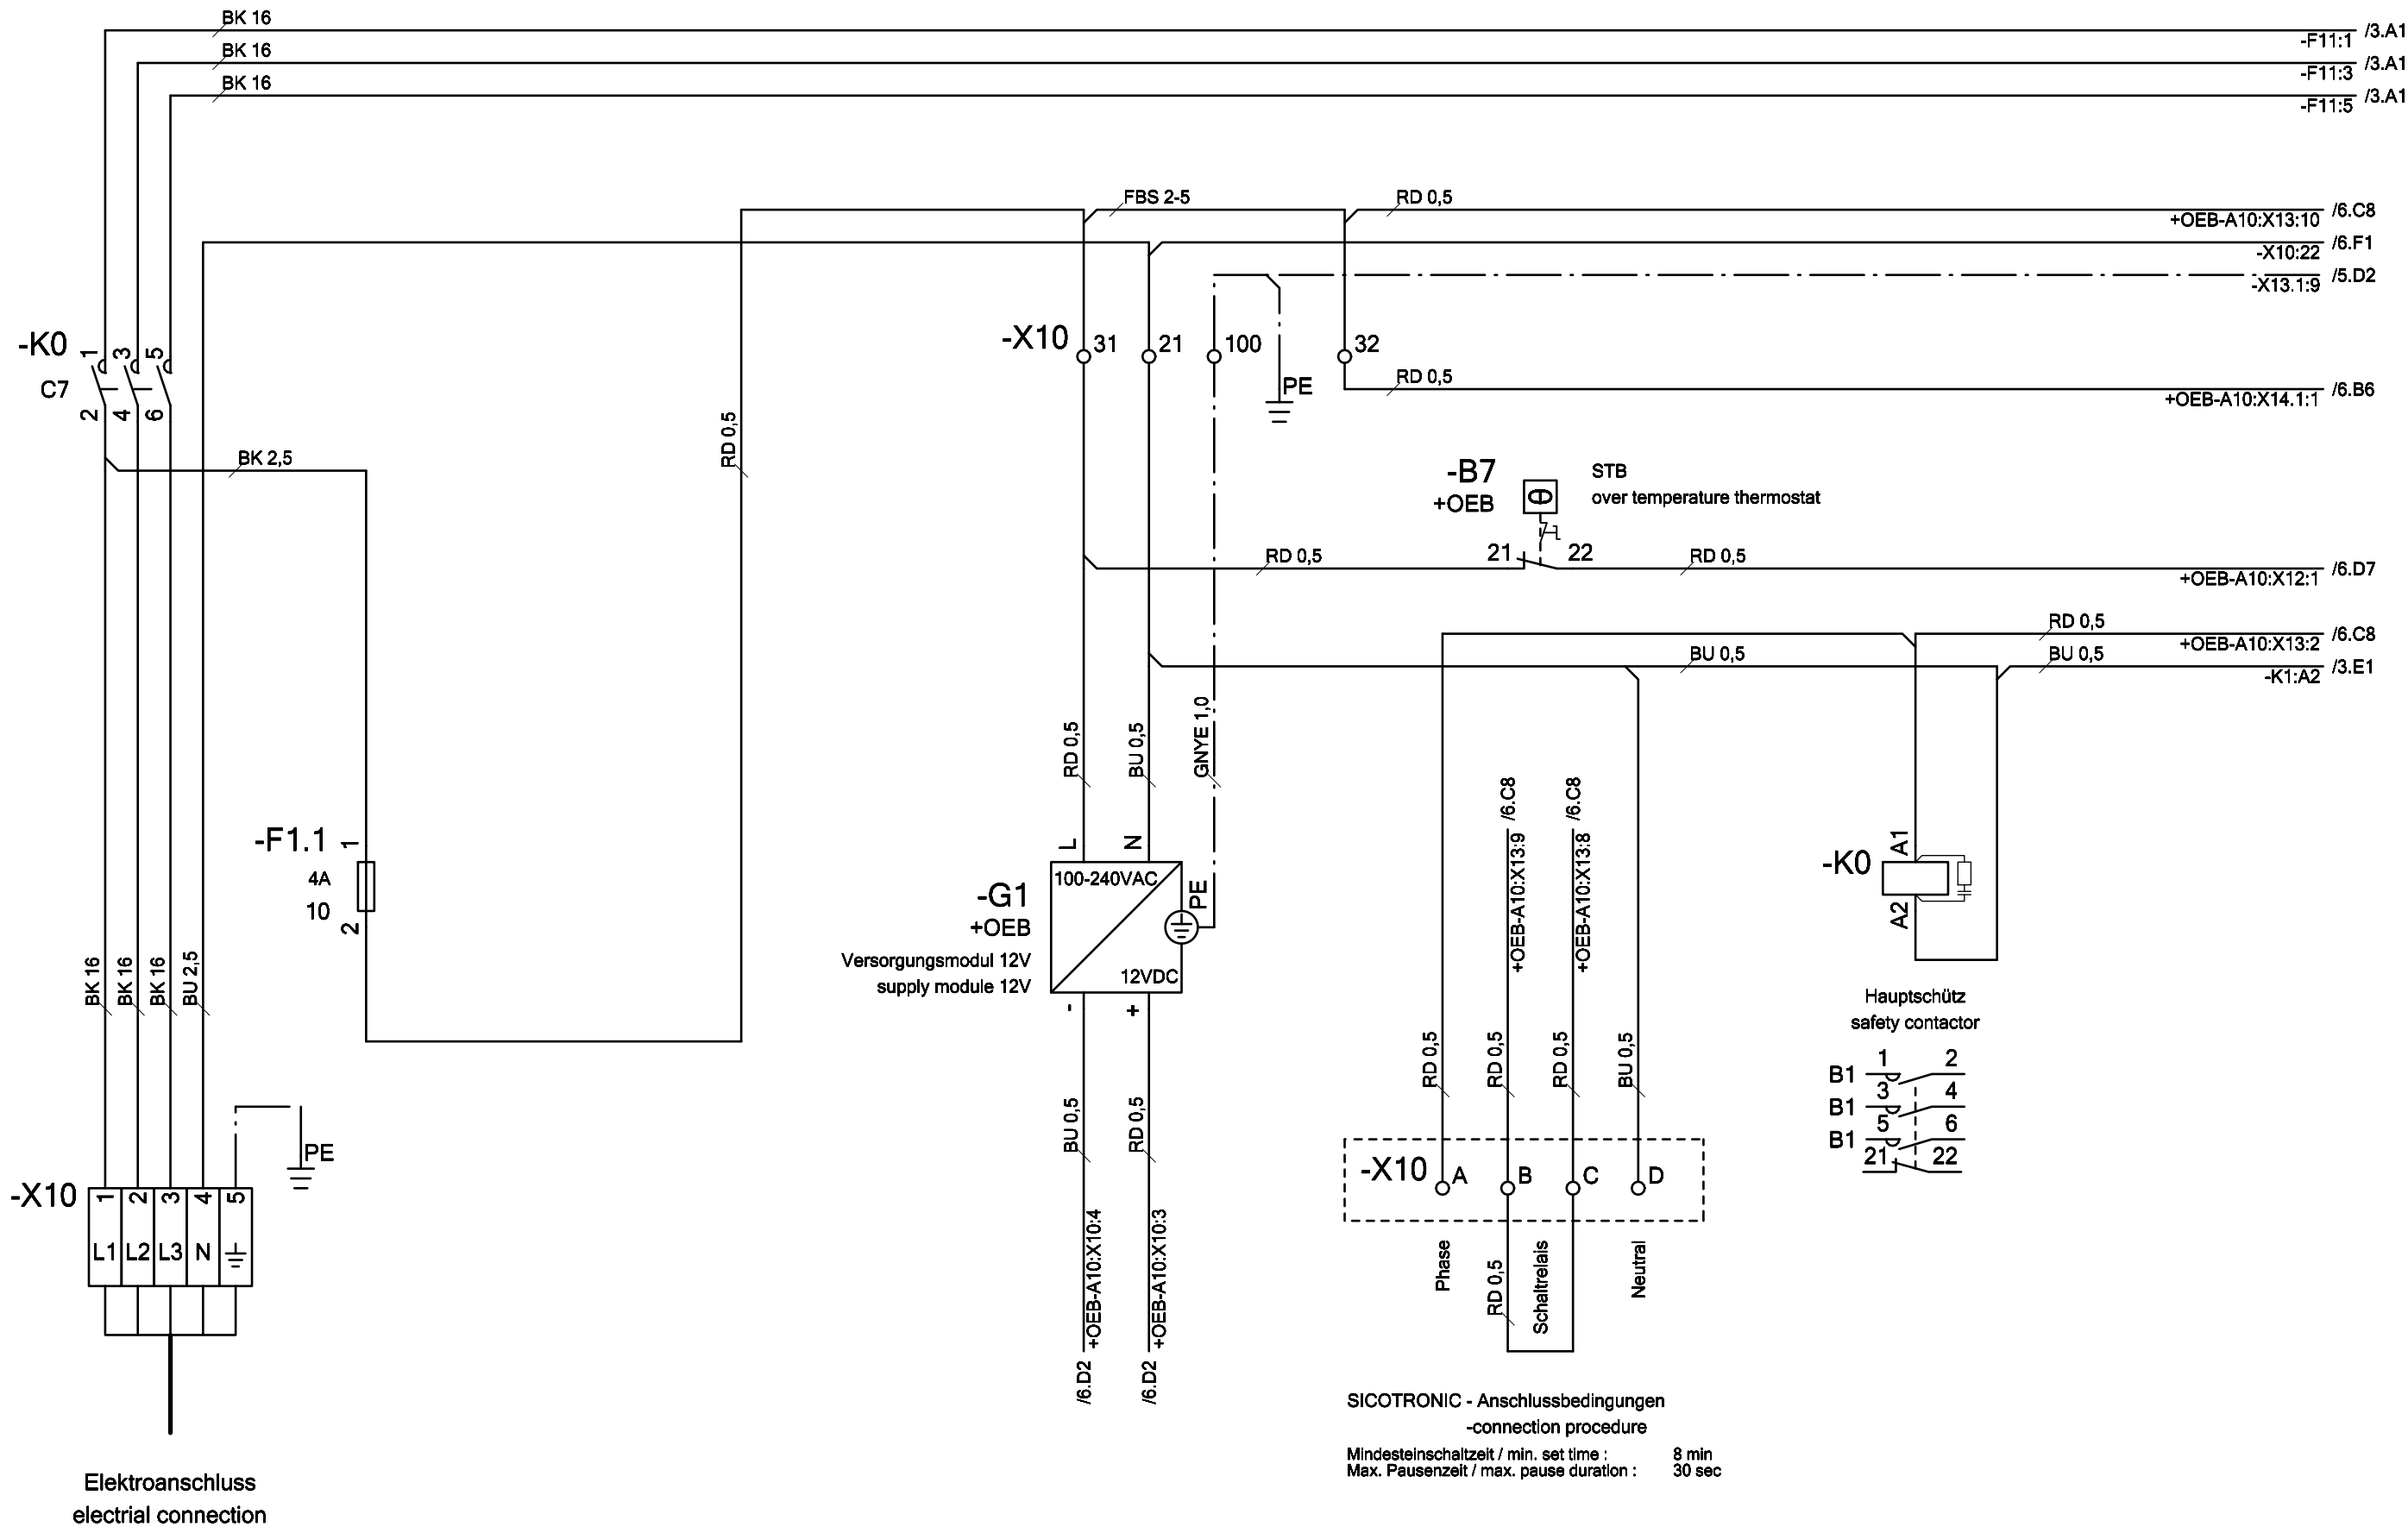 BK 16
-F11:1 /3.A1
BK 16
-F11:3 /3.A1
BK 16
-F11:5 /3.A1
FBS 2-5
RD 0,5
+OEB-A10:X13:10 /6.C8
-X10:22 /6.F1
-X13.1:9 /5.D2
-K0
C7
1 3 5
2 4 6
-X10
31
21
100
32
PE
RD 0,5
+OEB-A10:X14.1:1 /6.B6
BK 2,5
RD 0,5
-B7
+OEB
STB
over temperature thermostat
RD 0,5
21
22
RD 0,5
+OEB-A10:X12:1 /6.D7
RD 0,5
+OEB-A10:X13:2 /6.C8
BU 0,5
BU 0,5
-K1:A2 /3.E1
RD 0,5
BU 0,5
GNYE 1,0
-F1.1
4A
10
1
2
L
N
100-240VAC
-G1
+OEB
PE
12VDC
Versorgungsmodul 12V
supply module 12V
-
+
/6.C8
+OEB-A10:X13:9
/6.C8
+OEB-A10:X13:8
-K0
A1
A2
Hauptschütz
safety contactor
B1 1 2
B1 3 4
B1 5 6
21 22
BK 16
BK 16
BK 16
BU 2,5
PE
-X10
1 2 3 4 5
L1 L2 L3 N
BU 0,5
RD 0,5
+OEB-A10:X10:4
+OEB-A10:X10:3
/6.D2
/6.D2
RD 0,5
RD 0,5
RD 0,5
BU 0,5
-X10
A
B
C
D
Phase
RD 0,5
Schaltrelais
Neutral
SICOTRONIC - Anschlussbedingungen
-connection procedure
Mindesteinschaltzeit / min. set time : 8 min
Max. Pausenzeit / max. pause duration : 30 sec
Elektroanschluss
electrial connection